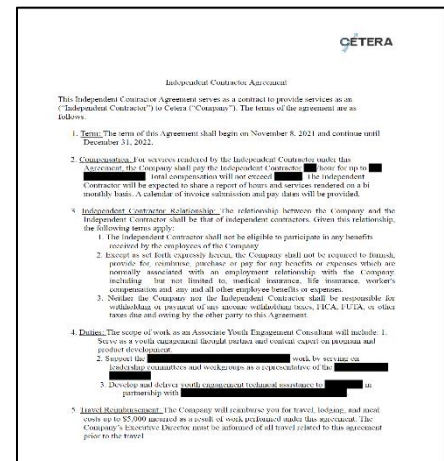 CETERA
Independent Contractor Agreement
This Independent Contractor Agreement serves as a contract to provide services as an
("Independent Contractor") to Cetera ("Company"). The terms of the agreement are as
follows.
1. Term: The term of this Agreement shall begin on November 8, 2021 and continue until
December 31, 2022.
2. Compensation: For services rendered by the Independent Contractor under this
Agreement, the Company shall pay the Independent Contractor /hour for up to
Total compensation will not exceed The Independent
Contractor will be expected to share a report of hours and services rendered on a bi
monthly basis. A calendar of invoice submission and pay dates will be provided.
3. Independent Contractor Relationship: The relationship between the Company and the
Independent Contractor shall be that of independent contractors. Given this relationship,
the following terms apply:
1. The Independent Contractor shall not be eligible to participate in any benefits
received by the employees of the Company
2. Except as set forth expressly herein, the Company shall not be required to furnish,
provide for, reimburse, purchase or pay for any benefits or expenses which are
normally associated with an employment relationship with the Company,
including but not limited to, medical insurance, life insurance, worker's
compensation and any and all other employee benefits or expenses.
3. Neither the Company nor the Independent Contractor shall be responsible for
withholding or payment of any income withholding taxes, FICA, FUTA, or other
taxes due and owing by the other party to this Agreement.
4. Duties: The scope of work as an Associate Youth Engagement Consultant will include: 1.
Serve as a youth engagement thought partner and content expert on program and
product development.
2. Support the work by serving on
leadership committees and workgroups as a representative of the
3. Develop and deliver youth engagement technical assistance to in
partnership with
5. Travel Reimbursement: The Company will reimburse you for travel, lodging, and meal
costs up to $5,000 incurred as a result of work performed under this agreement. The
Company's Executive Director must be informed of all travel related to this agreement
prior to the travel